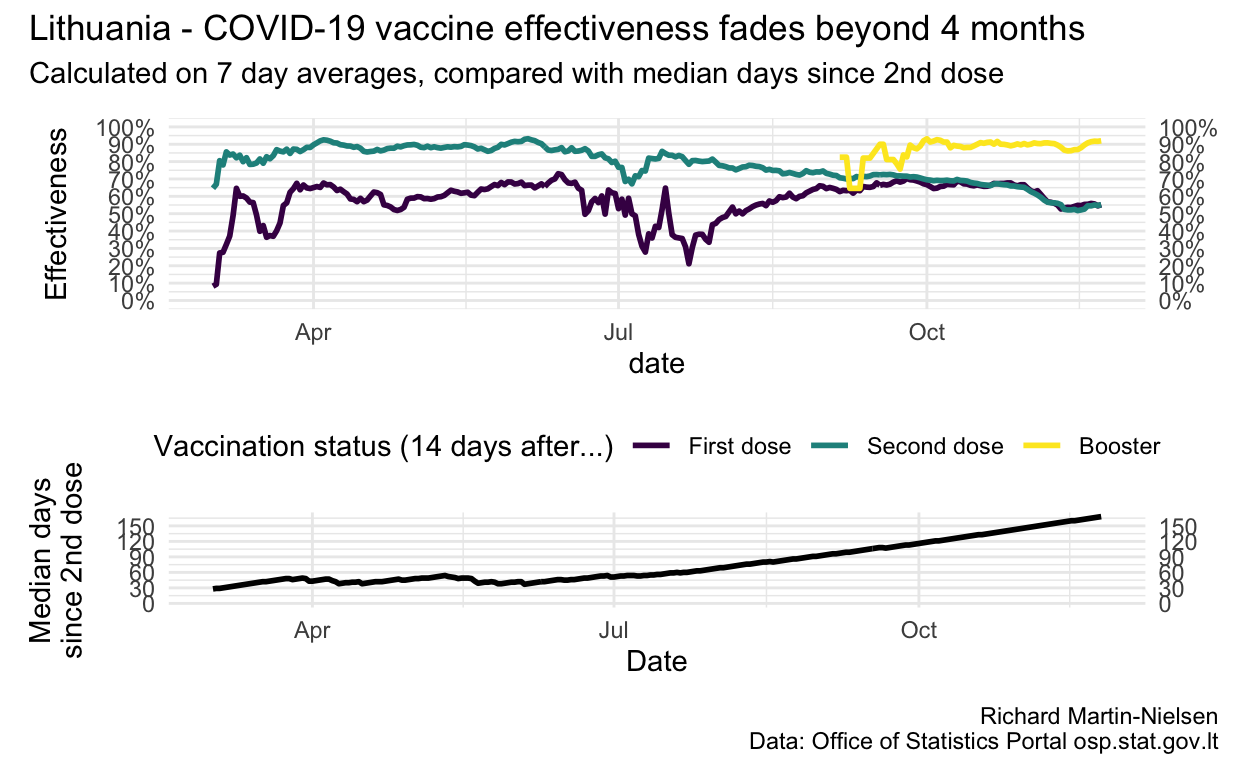 Lithuania - COVID-19 vaccine effectiveness fades beyond 4 months
Calculated on 7 day averages, compared with median days since 2nd dose
Effectiveness
100%
90%
80%
70%
60%
50%
40%
30%
20%
10%
0%
100%
90%
80%
70%
60%
50%
40%
30%
20%
10%
0%
Apr Jul Oct
date
Vaccination status (14 days after...) First dose Second dose Booster
Median days
since 2nd dose
150
120
90
60
30
0
150
120
90
60
30
0
Apr Jul Oct
Date
Richard Martin-Nielsen
Data: Office of Statistics Portal osp.stat.gov.lt